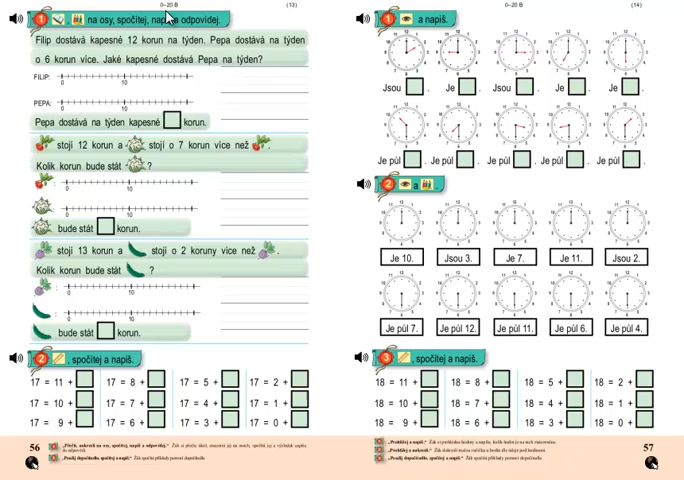 0–20 B (13)
1 na osy, spočítej, napiš a odpovídej.
Filip dostává kapesné 12 korun na týden. Pepa dostává na týden
o 6 korun více. Jaké kapesné dostává Pepa na týden?
FILIP:
0 10
PEPA:
0 10
Pepa dostává na týden kapesné korun.
stojí 12 korun a stojí o 7 korun více než .
Kolik korun bude stát ?
:
0 10
:
0 10
bude stát korun.
stojí 13 korun a stojí o 2 koruny více než .
Kolik korun bude stát ?
:
0 10
:
0 10
bude stát korun.
2 , spočítej a napiš.
17 = 11 + 17 = 8 + 17 = 5 + 17 = 2 +
17 = 10 + 17 = 7 + 17 = 4 + 17 = 1 +
17 = 9 + 17 = 6 + 17 = 3 + 17 = 0 +
56
0–20 B (14)
1 a napiš.
Jsou . Je . Jsou . Je . Je .
Je půl . Je půl . Je půl . Je půl . Je půl .
2 a .
Je 10. Jsou 3. Je 7. Je 11. Jsou 2.
Je půl 7. Je půl 12. Je půl 11. Je půl 6. Je půl 4.
3 , spočítej a napiš.
18 = 11 + 18 = 8 + 18 = 5 + 18 = 2 +
18 = 10 + 18 = 7 + 18 = 4 + 18 = 1 +
18 = 9 + 18 = 6 + 18 = 3 + 18 = 0 +
57